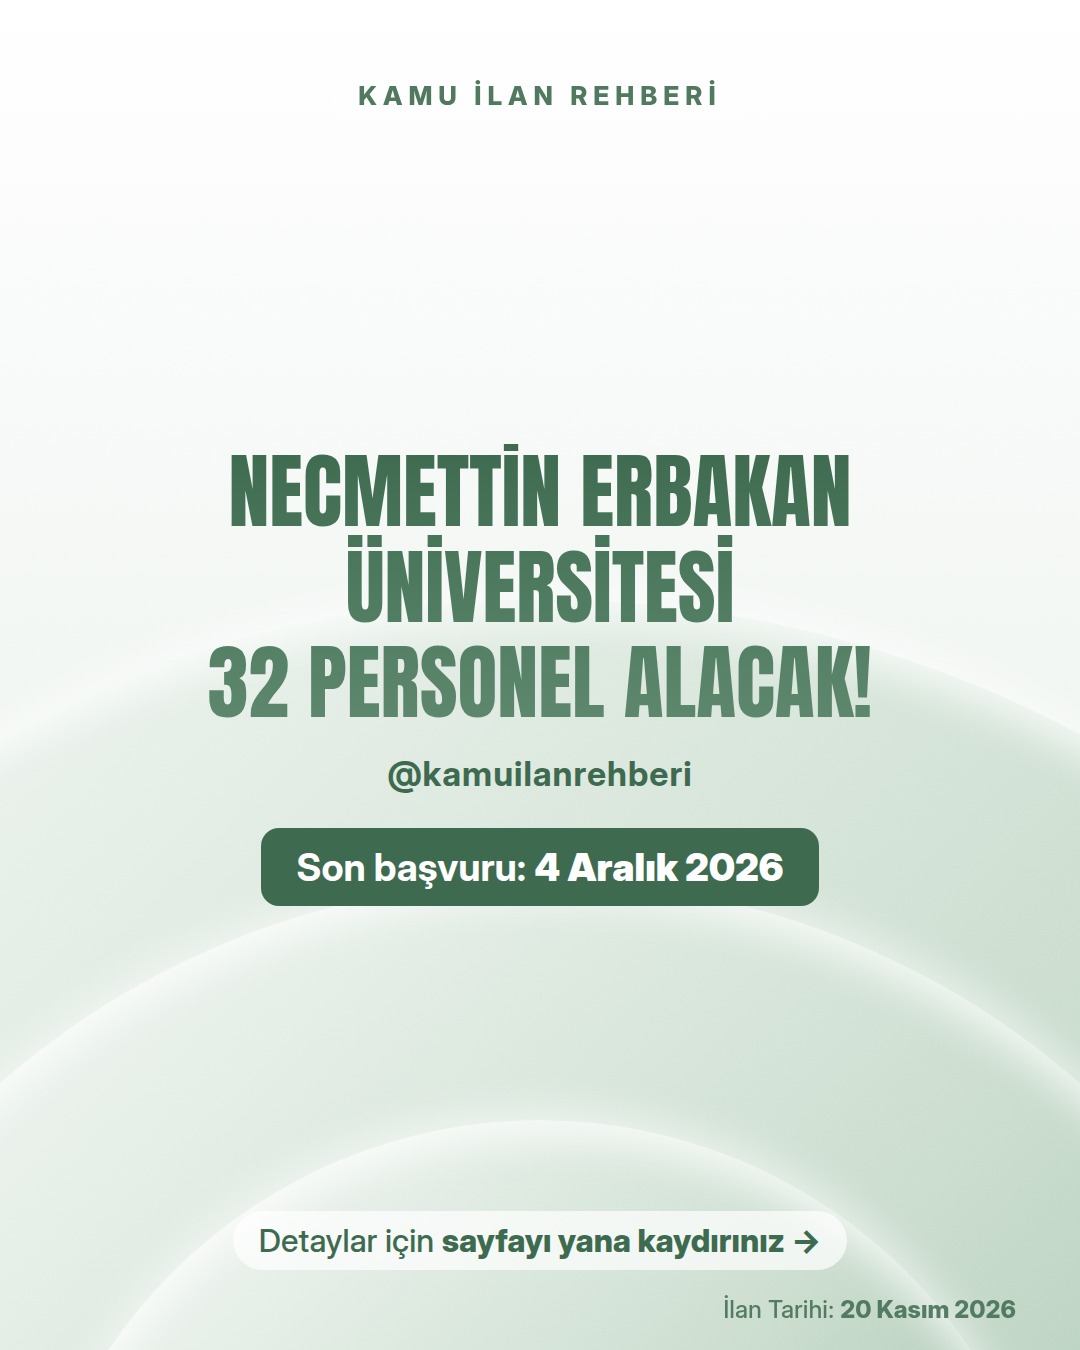 KAMU İLAN REHBERİ
NECMETTİN ERBAKAN
ÜNİVERSİTESİ
32 PERSONEL ALACAK!
@kamuilanrehberi
Son başvuru: 4 Aralık 2026
Detaylar için sayfayı yana kaydırınız →
İlan Tarihi: 20 Kasım 2026